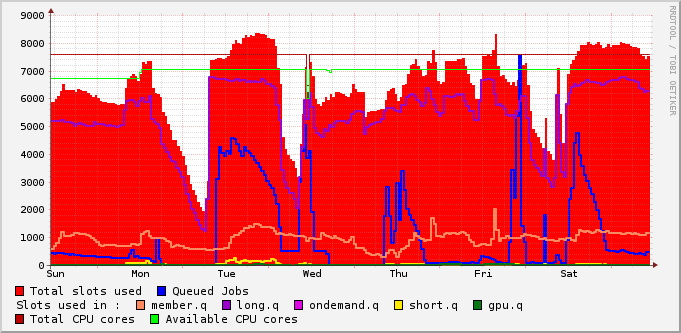 9000
8000
7000
6000
5000
4000
3000
2000
1000
0
Sun Mon Tue Wed Thu Fri Sat
RRDTOOL / TOBI OETIKER
Total slots used Queued Jobs
Slots used in : member.q long.q ondemand.q short.q gpu.q
Total CPU cores Available CPU cores